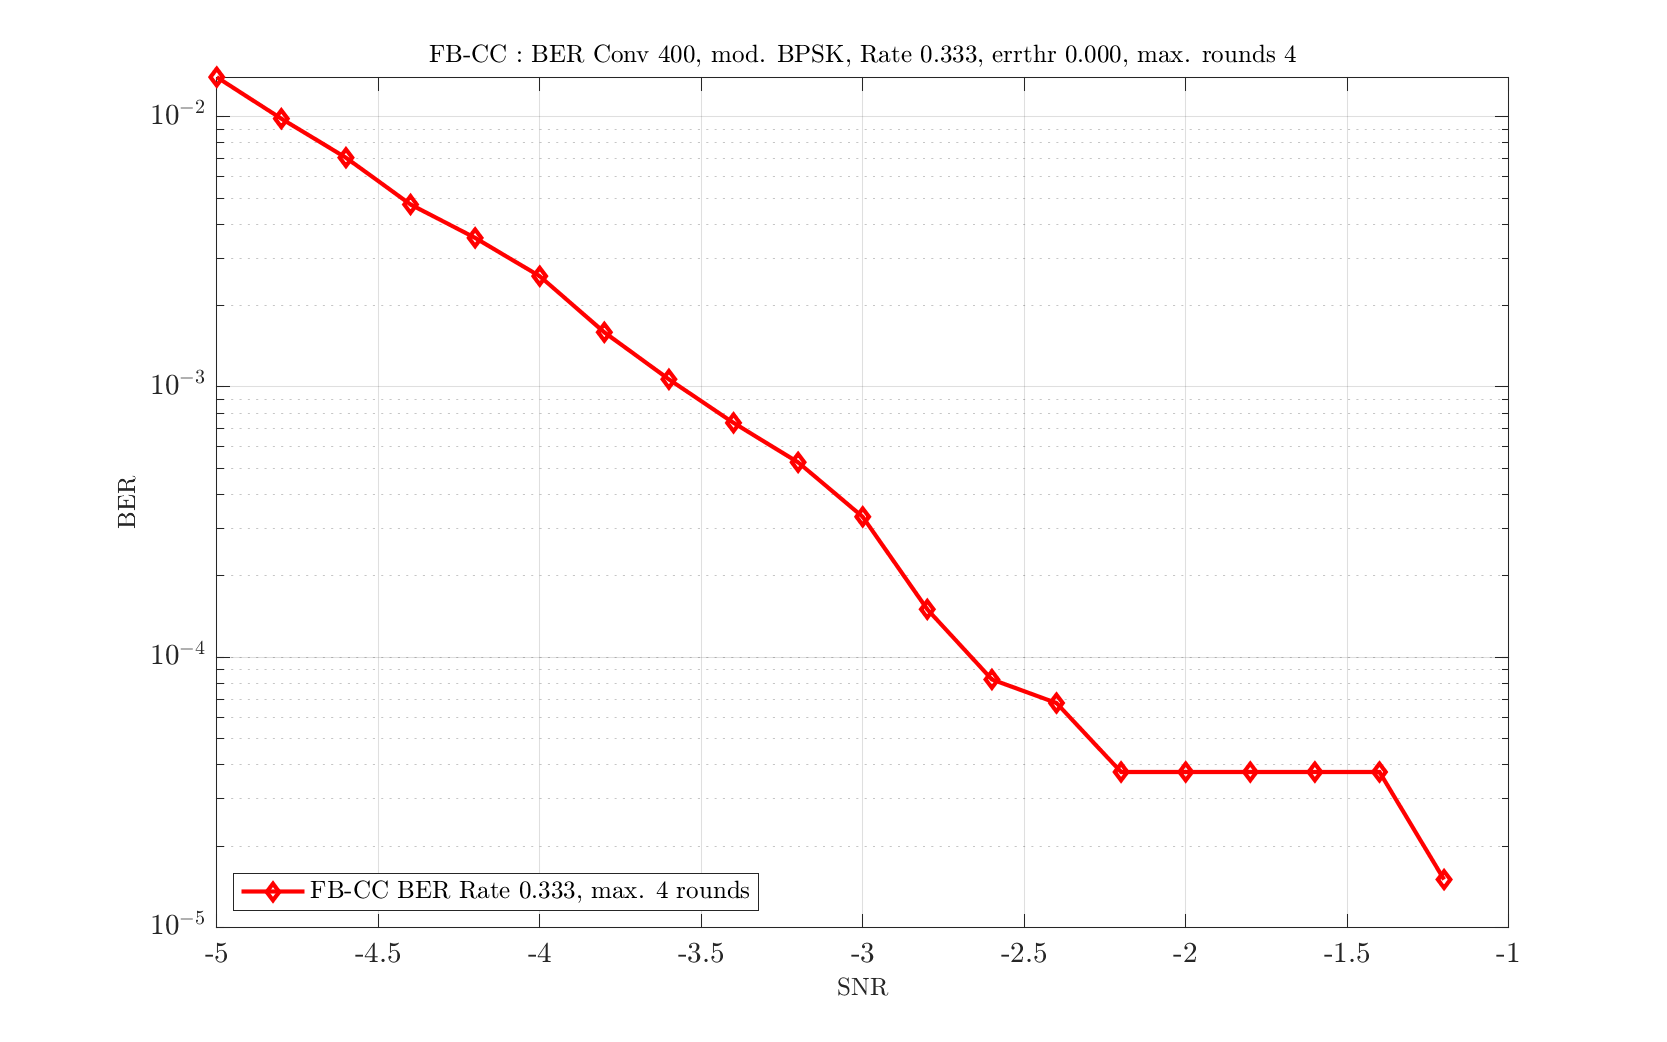 FB-CC : BER Conv 400, mod. BPSK, Rate 0.333, errthr 0.000, max. rounds 4
10⁻²
10⁻³
BER
10⁻⁴
FB-CC BER Rate 0.333, max. 4 rounds
10⁻⁵
-5 -4.5 -4 -3.5 -3 -2.5 -2 -1.5 -1
SNR